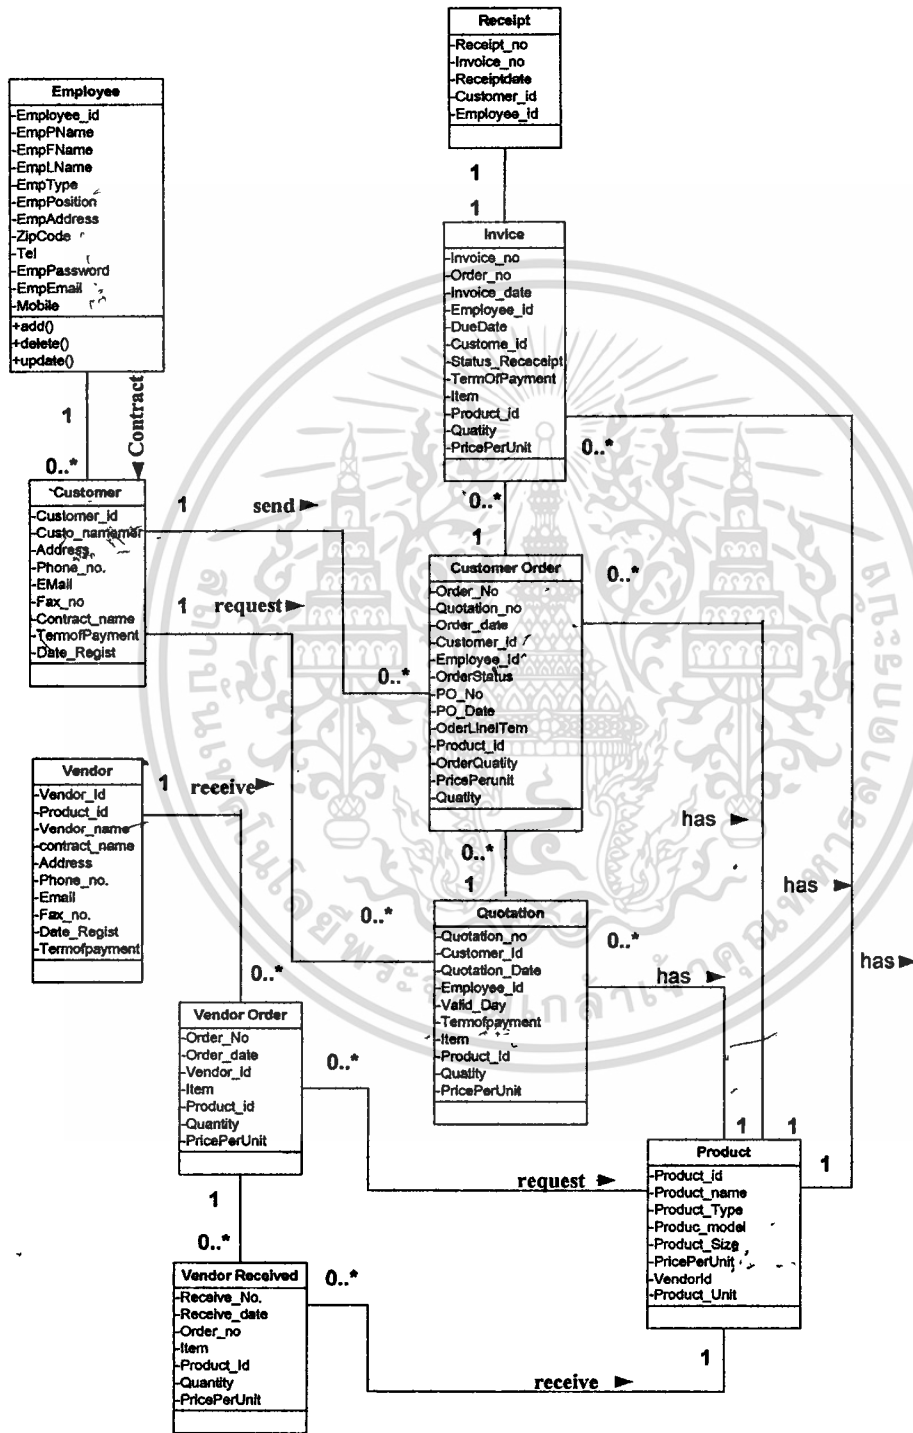 Receipt
-Receipt_no
-Invoice_no
-Receiptdate
-Customer_id
-Employee_id
1
1
Employee
-Employee_id
-EmpPName
-EmpFName
-EmpLName
-EmpType
-EmpPosition
-EmpAddress
-ZipCode
-Tel
-EmpPassword
-EmpEmail
-Mobile
+add()
+delete()
+update()
1
Contract
0..*
Invice
-Invoice_no
-Order_no
-Invoice_date
-Employee_id
-DueDate
-Custome_id
-Status_Receceipt
-TermOfPayment
-Item
-Product_id
-Quatity
-PricePerUnit
0..*
0..*
1
Customer
-Customer_id
-Custo_namemer
-Address
-Phone_no.
-EMail
-Fax_no
-Contract_name
-TermofPayment
-Date_Regist
1
send
1
request
0..*
Customer Order
-Order_No
-Quotation_no
-Order_date
-Customer_id
-Employee_Id
-OrderStatus
-PO_No
-PO_Date
-OderLineITem
-Product_id
-OrderQuatity
-PricePerunit
-Quatity
0..*
0..*
1
Vendor
-Vendor_Id
-Product_id
-Vendor_name
-contract_name
-Address
-Phone_no.
-Email
-Fax_no.
-Date_Regist
-Termofpayment
1
receive
0..*
0..*
has
has
has
has
Quotation
-Quotation_no
-Customer_Id
-Quotation_Date
-Employee_id
-Valid_Day
-Termofpayment
-Item
-Product_Id
-Quatity
-PricePerUnit
0..*
Vendor Order
-Order_No
-Order_date
-Vendor_id
-Item
-Product_id
-Quantity
-PricePerUnit
0..*
request
1
0..*
1
1
1
Product
-Product_id
-Product_name
-Product_Type
-Produc_model
-Product_Size
-PricePerUnit
-VendorId
-Product_Unit
1
Vendor Received
-Receive_No.
-Receive_date
-Order_no
-Item
-Product_Id
-Quantity
-PricePerUnit
0..*
receive